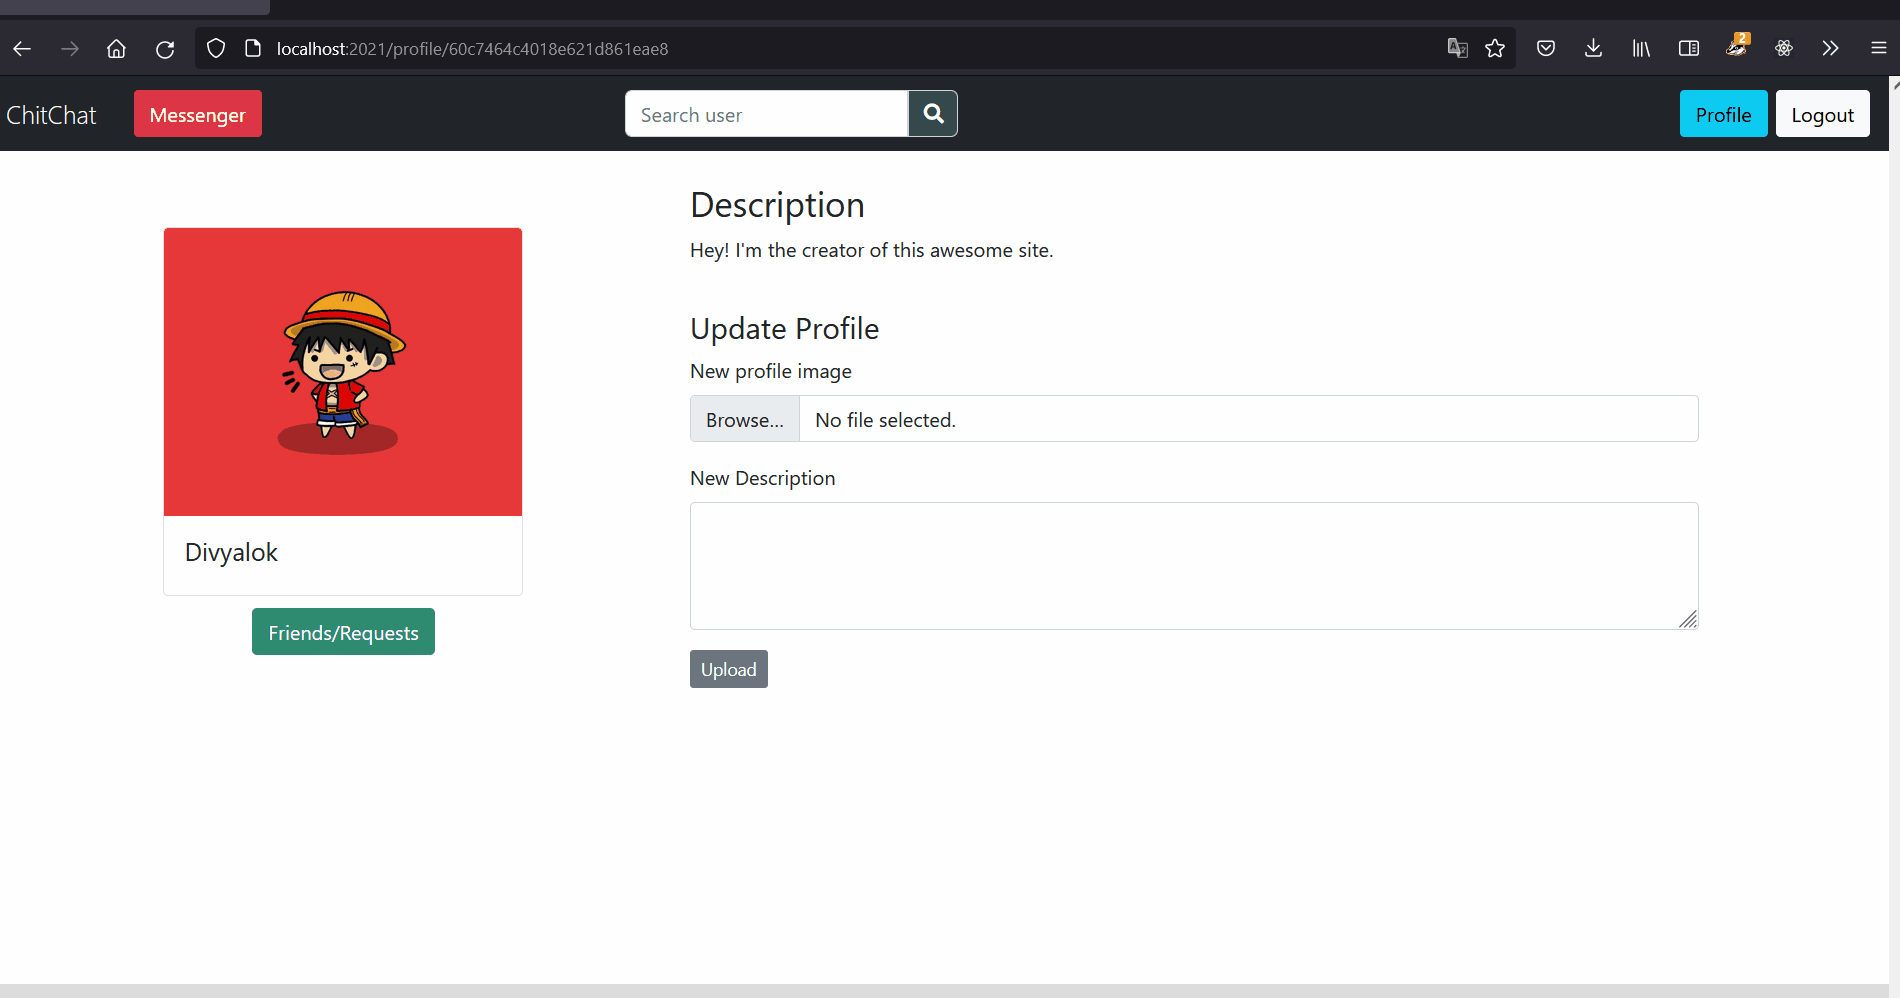 localhost:2021/profile/60c7464c4018e621d861eae8
2
ChitChat
Messenger
Search user
Profile
Logout
Description
Hey! I'm the creator of this awesome site.
Update Profile
New profile image
Browse...
No file selected.
New Description
Upload
Divyalok
Friends/Requests